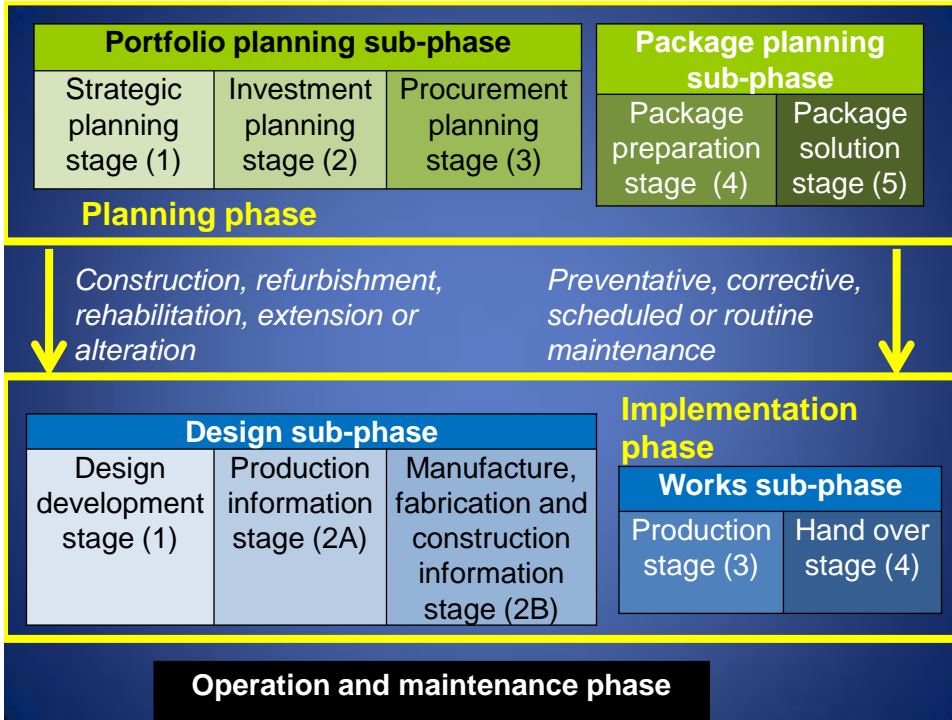 Portfolio planning sub-phase
Strategic
planning
stage (1)
Investment
planning
stage (2)
Procurement
planning
stage (3)
Package planning
sub-phase
Package
preparation
stage (4)
Package
solution
stage (5)
Planning phase
Construction, refurbishment,
rehabilitation, extension or
alteration
Preventative, corrective,
scheduled or routine
maintenance
Design sub-phase
Design
development
stage (1)
Production
information
stage (2A)
Manufacture,
fabrication and
construction
information
stage (2B)
Implementation
phase
Works sub-phase
Production
stage (3)
Hand over
stage (4)
Operation and maintenance phase